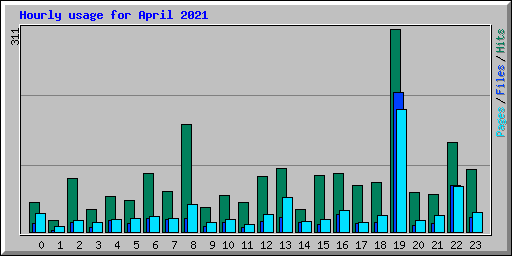 Hourly usage for April 2021
311
Pages / Files / Hits
0 1 2 3 4 5 6 7 8 9 10 11 12 13 14 15 16 17 18 19 20 21 22 23